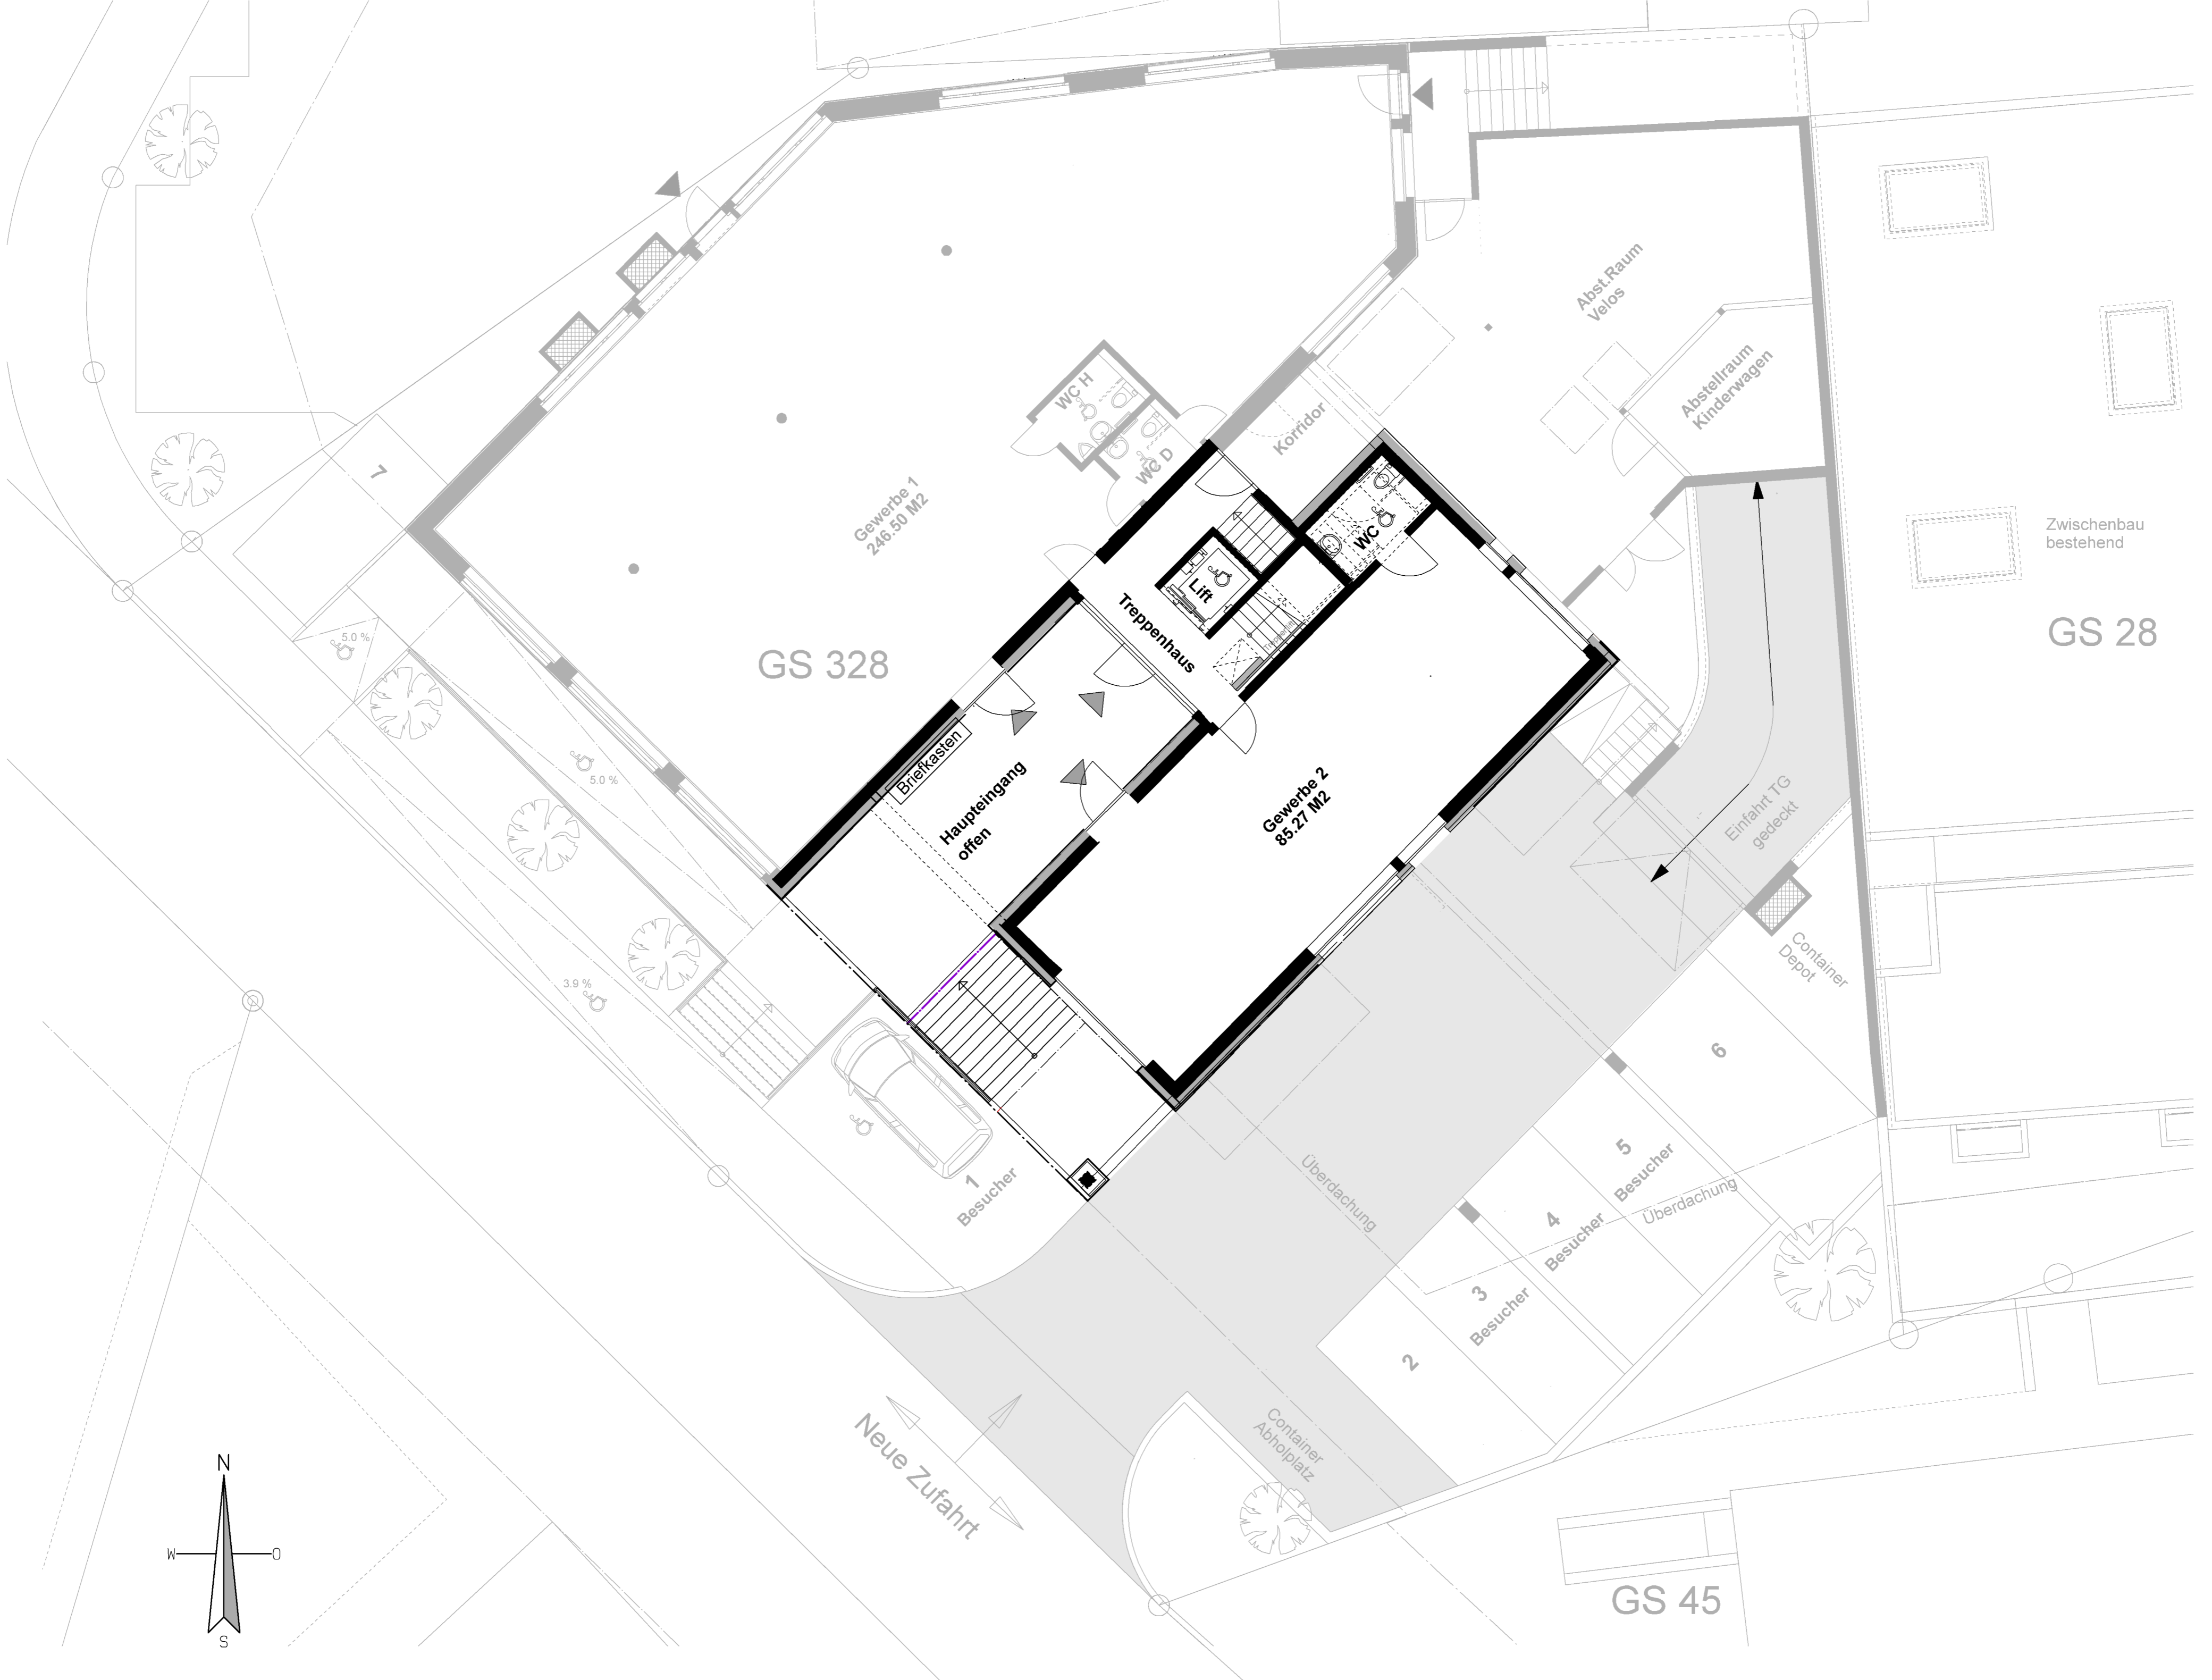 Abst.Raum
Velos
Abstellraum
Kinderwagen
WC H
WC D
Korridor
7
Gewerbe 1
246.50 M2
WC
Zwischenbau
bestehend
Lift
Treppenhaus
GS 28
5.0 %
GS 328
Briefkasten
5.0 %
Haupteingang
offen
Gewerbe 2
85.27 M2
Einfahrt TG
gedeckt
Container
Depot
3.9 %
6
1
Besucher
5
Besucher
Überdachung
Überdachung
4
Besucher
3
Besucher
2
Neue Zufahrt
Container
Abholplatz
N
W
O
S
GS 45